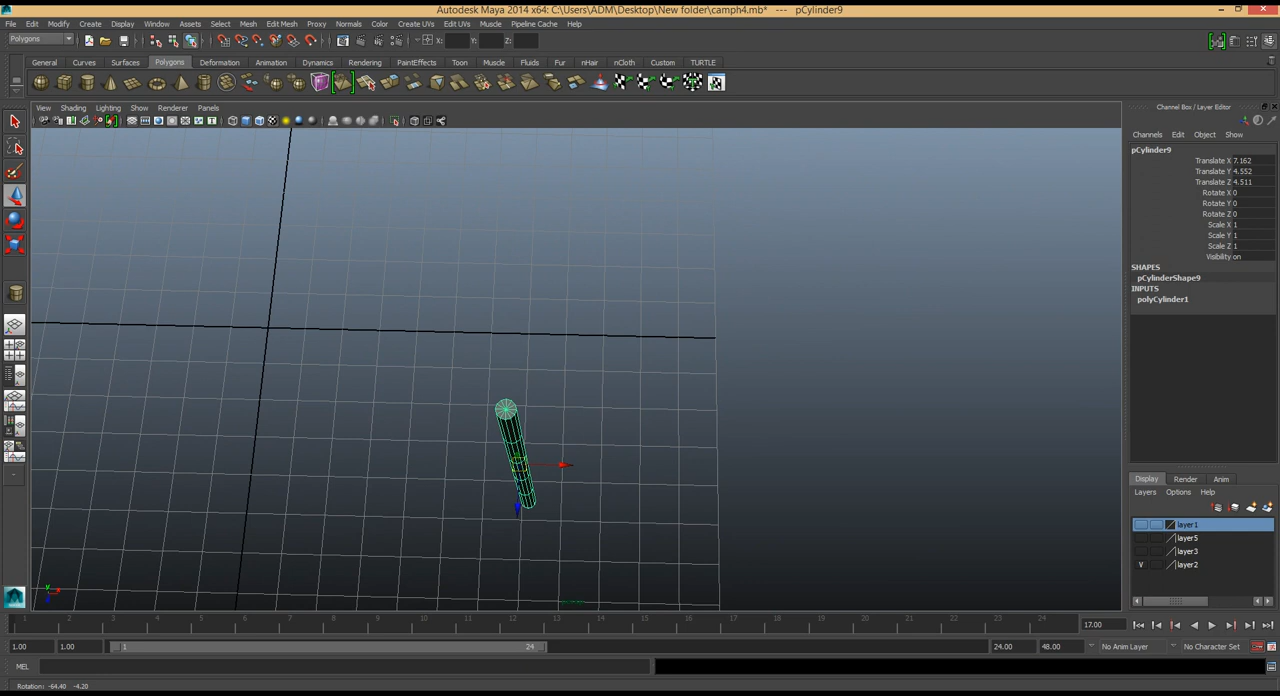 Autodesk Maya 2014 x64: C:\Users\ADM\Desktop\New folder\camph4.mb*  ---  pCylinder9
File Edit Modify Create Display Window Assets Select Mesh Edit Mesh Proxy Normals Color Create UVs Edit UVs Muscle Pipeline Cache Help
Polygons X: Y: Z:
General Curves Surfaces Polygons Deformation Animation Dynamics Rendering PaintEffects Toon Muscle Fluids Fur nHair nCloth Custom TURTLE
Channel Box / Layer Editor
View Shading Lighting Show Renderer Panels
Channels Edit Object Show
pCylinder9
Translate X 7.162
Translate Y 4.552
Translate Z 4.511
Rotate X 0
Rotate Y 0
Rotate Z 0
Scale X 1
Scale Y 1
Scale Z 1
Visibility on
SHAPES
pCylinderShape9
INPUTS
polyCylinder1
Display Render Anim
Layers Options Help
layer1
layer5
layer3
V layer2
1 2 3 4 5 6 7 8 9 10 11 12 13 14 15 16 17 18 19 20 21 22 23 24 17.00
1.00 1.00 1 24 24.00 48.00 No Anim Layer No Character Set
MEL
Rotation: -64.40 -4.20